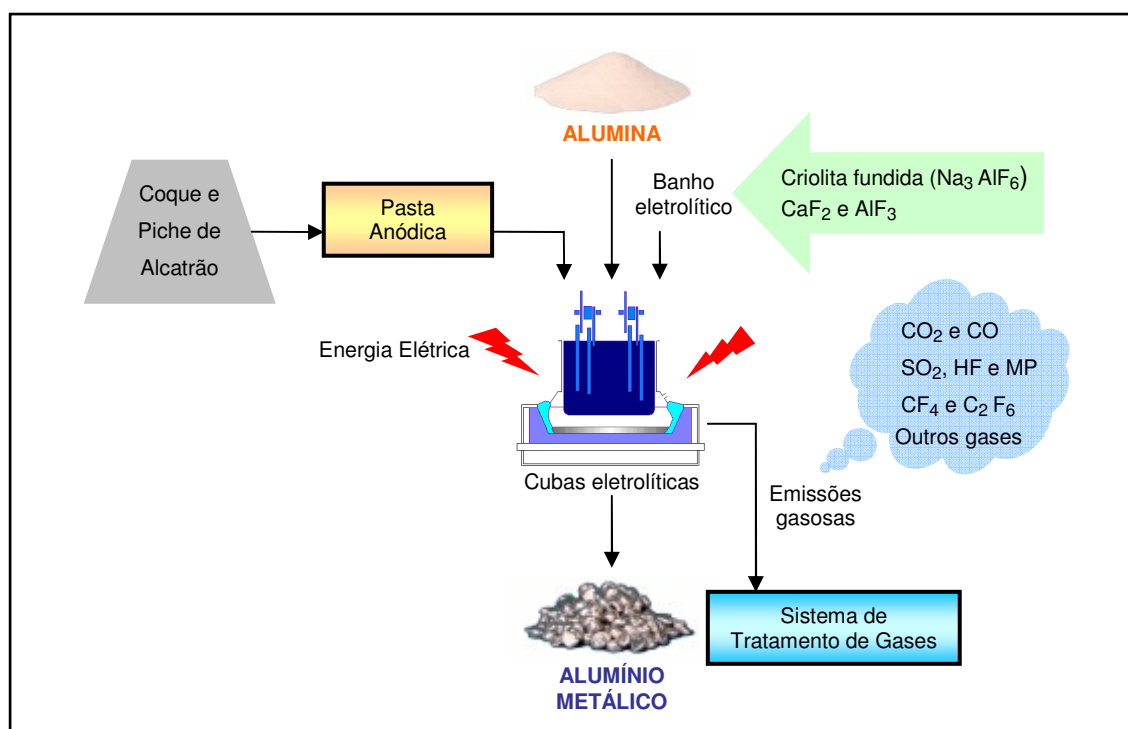 ALUMINA
Coque e
Piche de
Alcatrão
Pasta
Anódica
Banho
eletrolítico
Criolita fundida (Na₃ AlF₆)
CaF₂ e AlF₃
Energia Elétrica
CO₂ e CO
SO₂, HF e MP
CF₄ e C₂ F₆
Outros gases
Cubas eletrolíticas
Emissões
gasosas
Sistema de
Tratamento de Gases
ALUMÍNIO
METÁLICO